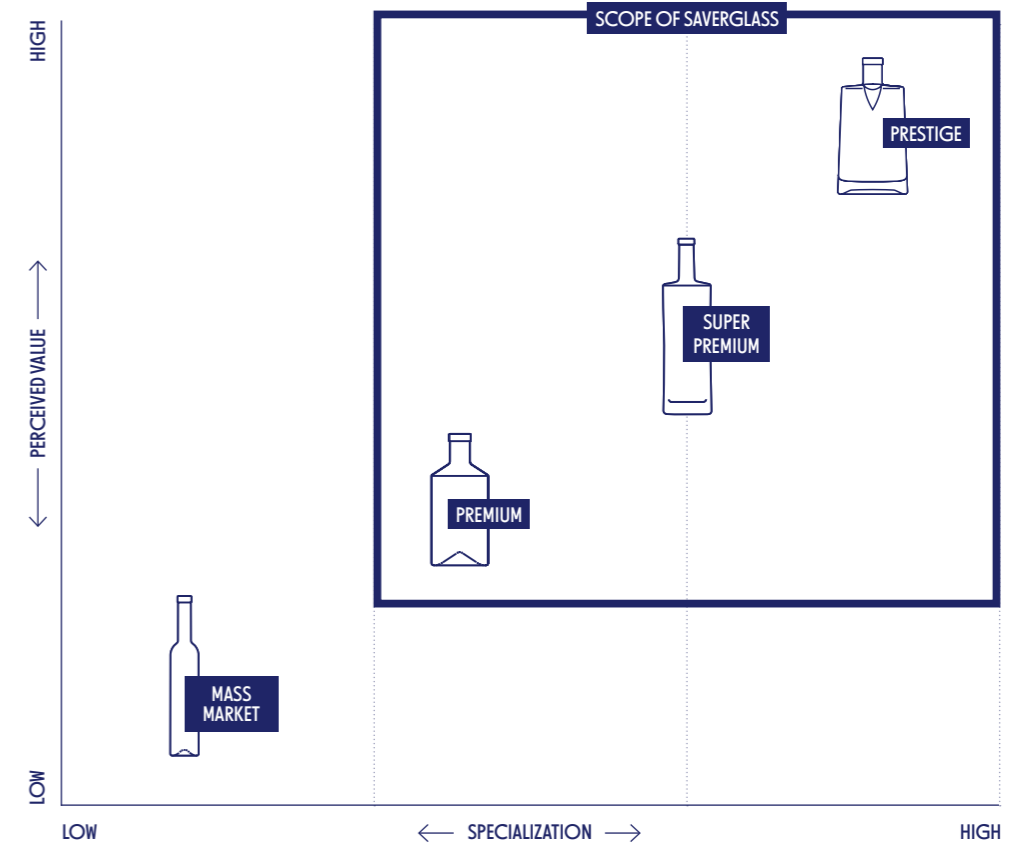 SCOPE OF SAVERGLASS
HIGH
PRESTIGE
SUPER
PREMIUM
PERCEIVED VALUE
PREMIUM
MASS
MARKET
LOW
LOW
SPECIALIZATION
HIGH